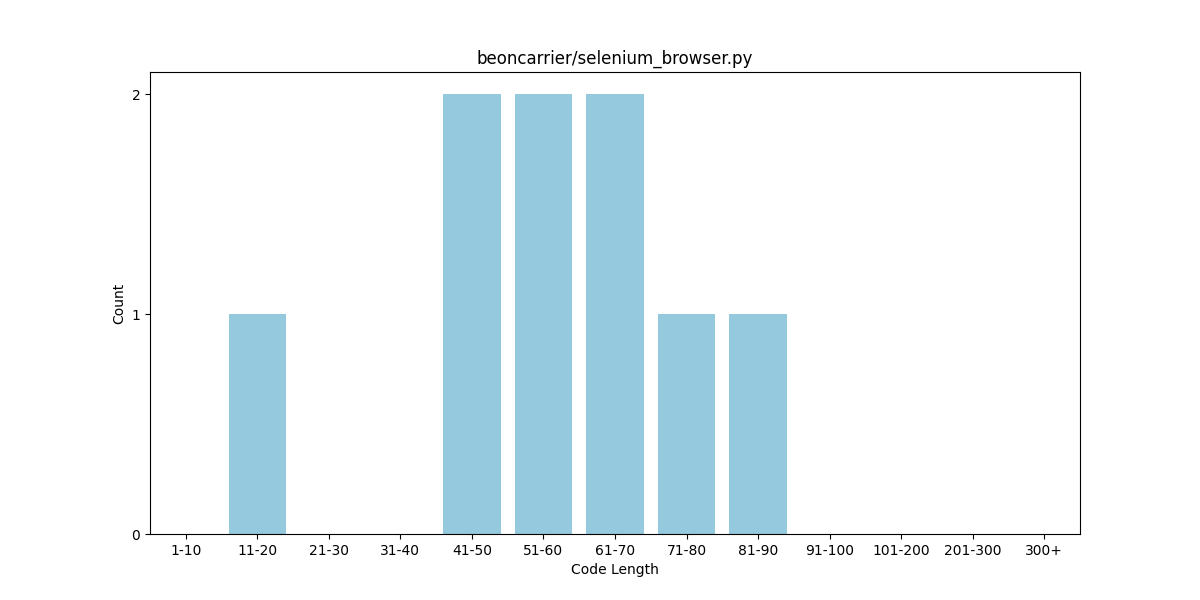 beoncarrier/selenium_browser.py
2
1
0
Count
1-10 11-20 21-30 31-40 41-50 51-60 61-70 71-80 81-90 91-100 101-200 201-300 300+
Code Length